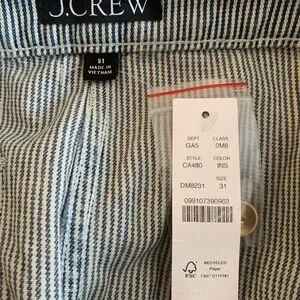 J.CREW
31
MADE IN
VIETNAM
DEPT CLASS
GA5 0M8
STYLE COLOR
CA480 INS
SIZE
DM8231 31
099107390962
FSC
RECYCLED
Paper